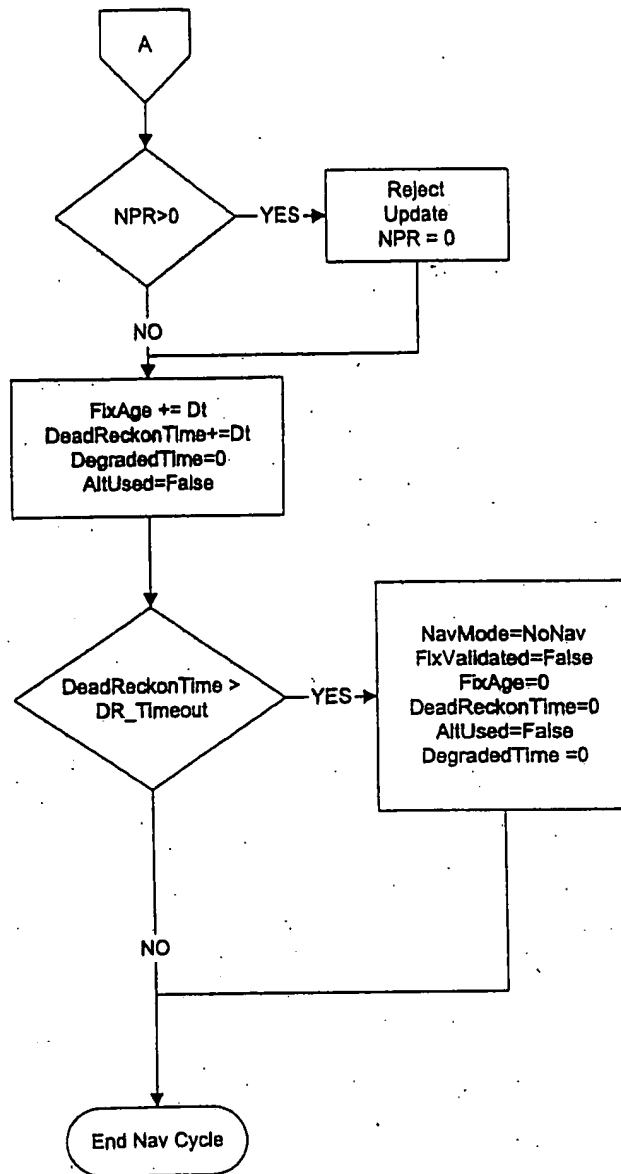 A
NPR>0
YES
Reject
Update
NPR = 0
NO
FixAge += Dt
DeadReckonTime+=Dt
DegradedTime=0
AltUsed=False
DeadReckonTime >
DR_Timeout
YES
NavMode=NoNav
FixValidated=False
FixAge=0
DeadReckonTime=0
AltUsed=False
DegradedTime =0
NO
End Nav Cycle